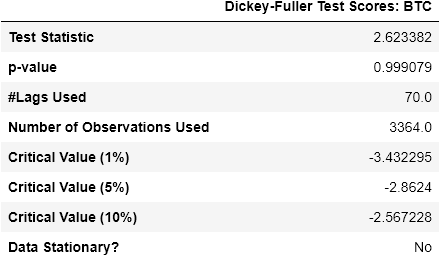 Dickey-Fuller Test Scores: BTC
Test Statistic 2.623382
p-value 0.999079
#Lags Used 70.0
Number of Observations Used 3364.0
Critical Value (1%) -3.432295
Critical Value (5%) -2.8624
Critical Value (10%) -2.567228
Data Stationary? No